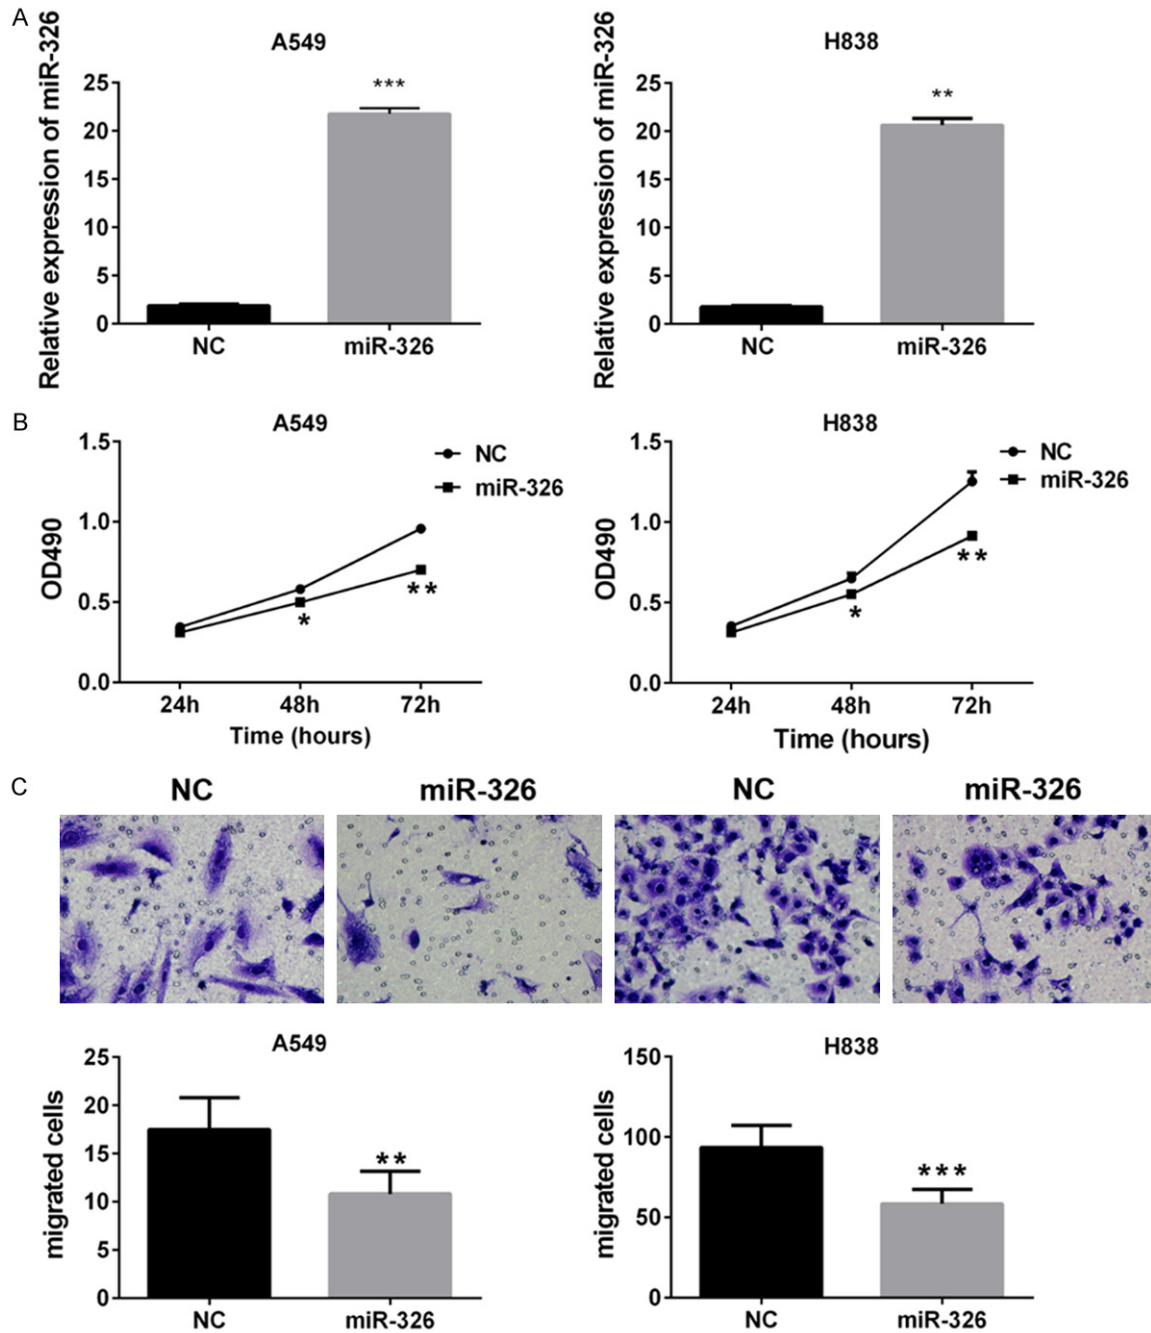 A
A549
H838
Relative expression of miR-326
25
20
15
10
5
0
***
NC
miR-326
Relative expression of miR-326
25
20
15
10
5
0
**
NC
miR-326
B
A549
H838
OD490
1.5
1.0
0.5
0.0
NC
miR-326
*
**
24h
48h
72h
Time (hours)
OD490
1.5
1.0
0.5
0.0
NC
miR-326
*
**
24h
48h
72h
Time (hours)
C
NC
miR-326
NC
miR-326
A549
H838
migrated cells
25
20
15
10
5
0
**
NC
miR-326
migrated cells
150
100
50
0
***
NC
miR-326